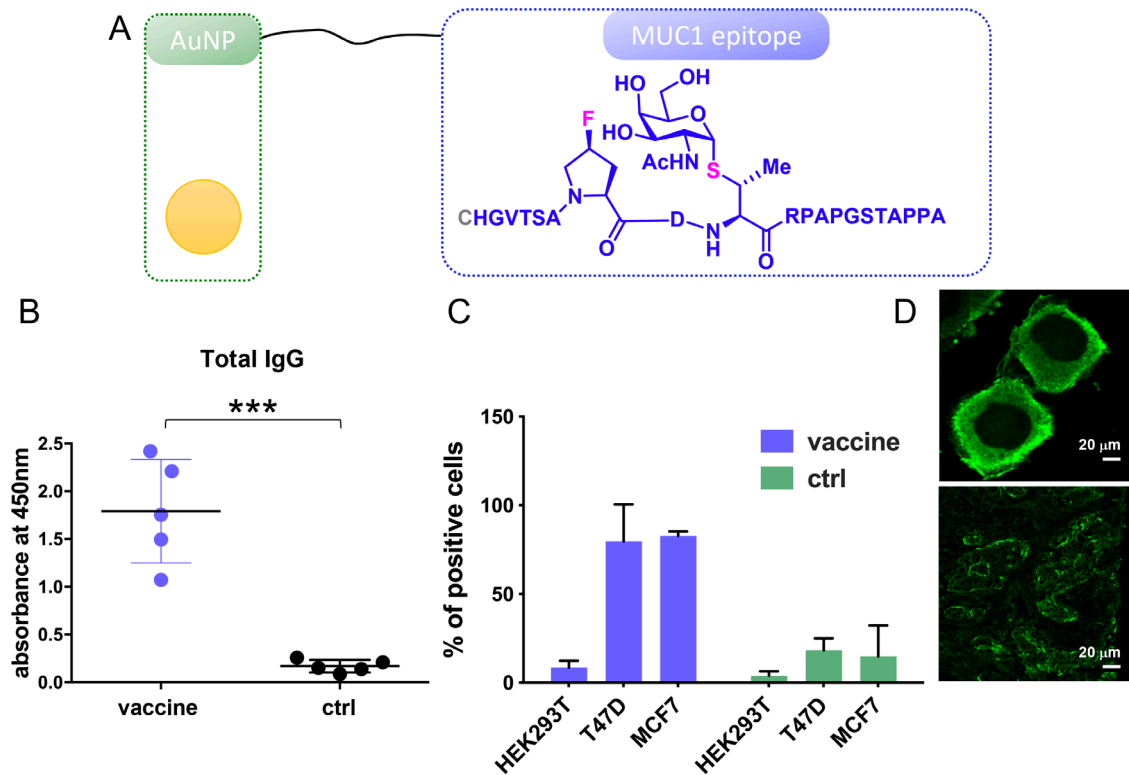 A
AuNP
MUC1 epitope
OH
HO
O
HO
AcHN
F
S
Me
N
CHGVTSA
O
D
N
H
O
RPAPGSTAPPA
B
Total IgG
***
absorbance at 450nm
2.5
2.0
1.5
1.0
0.5
0.0
vaccine
ctrl
C
% of positive cells
150
100
50
0
vaccine
ctrl
HEK293T
T47D
MCF7
HEK293T
T47D
MCF7
D
20 μm
20 μm